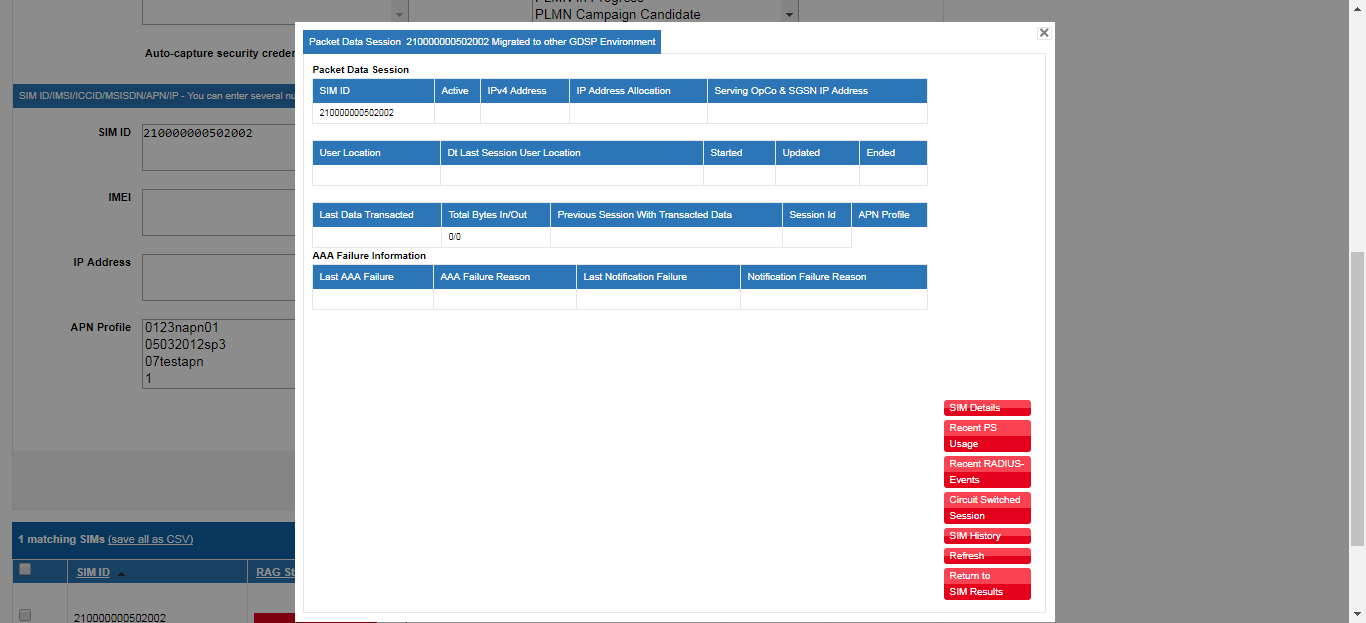 PLMN Campaign Candidate
Auto-capture security creden
SIM ID/IMSI/ICCID/MSISDN/APN/IP - You can enter several nu
SIM ID
210000000502002
IMEI
IP Address
APN Profile
0123napn01
05032012sp3
07testapn
1
1 matching SIMs (save all as CSV)
SIM ID
RAG St
210000000502002
Packet Data Session 210000000502002 Migrated to other GDSP Environment
Packet Data Session
SIM ID Active IPv4 Address IP Address Allocation Serving OpCo & SGSN IP Address
210000000502002
User Location Dt Last Session User Location Started Updated Ended
Last Data Transacted Total Bytes In/Out Previous Session With Transacted Data Session Id APN Profile
0/0
AAA Failure Information
Last AAA Failure AAA Failure Reason Last Notification Failure Notification Failure Reason
SIM Details
Recent PS
Usage
Recent RADIUS-
Events
Circuit Switched
Session
SIM History
Refresh
Return to
SIM Results